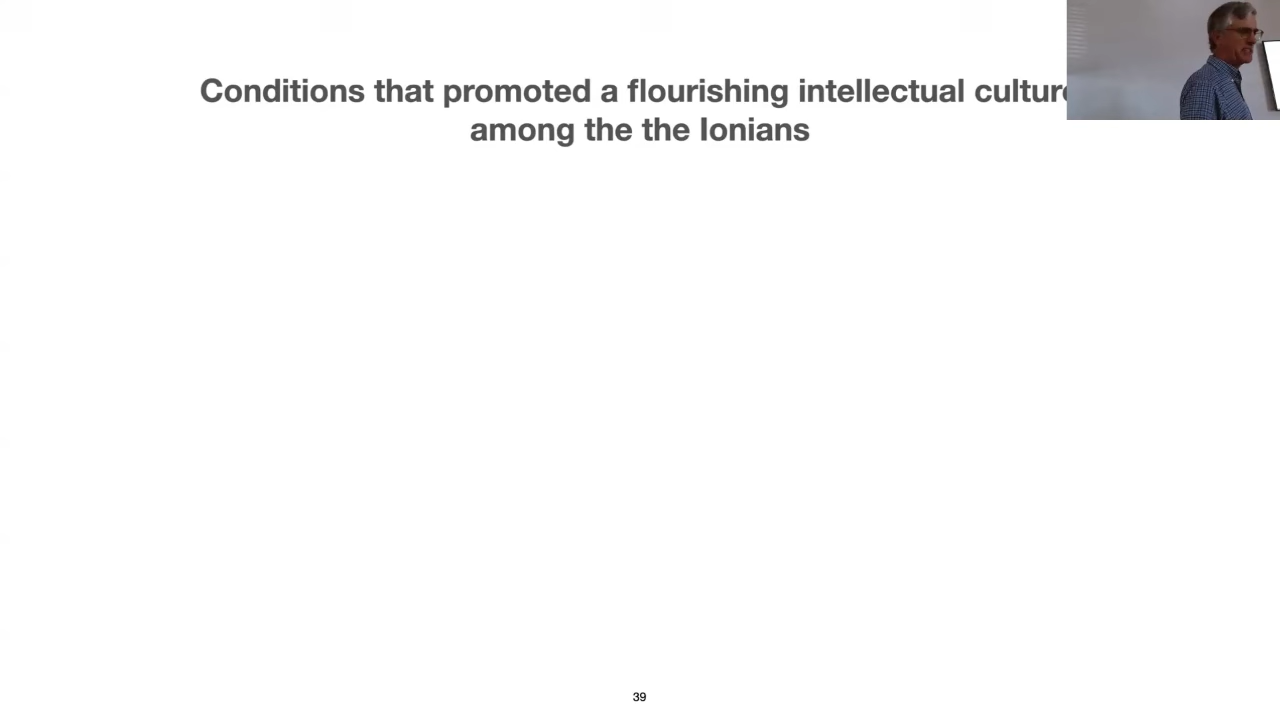 Conditions that promoted a flourishing intellectual culture
among the the Ionians
39